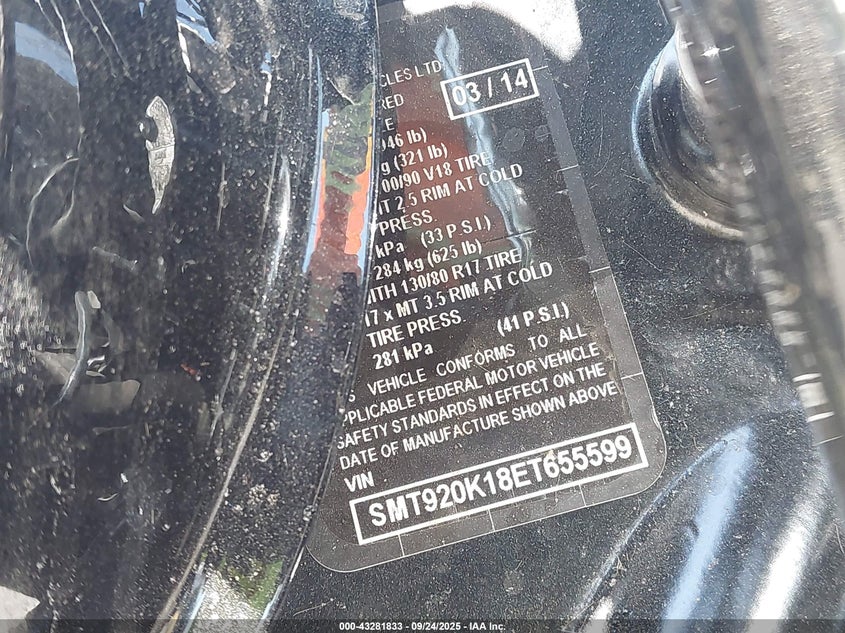 CLES LTD
03 / 14
RED
E
946 lb)
g (321 lb)
00/90 V18 TIRE
MT 2.5 RIM AT COLD
PRESS.
kPa (33 P.S.I.)
284 kg (625 lb)
ITH 130/80 R17 TIRE
17 x MT 3.5 RIM AT COLD
TIRE PRESS.
281 kPa (41 P.S.I.)
S VEHICLE CONFORMS TO ALL
PPLICABLE FEDERAL MOTOR VEHICLE
SAFETY STANDARDS IN EFFECT ON THE
DATE OF MANUFACTURE SHOWN ABOVE
VIN
SMT920K18ET655599
000-43281833 - 09/24/2025 - IAA Inc.